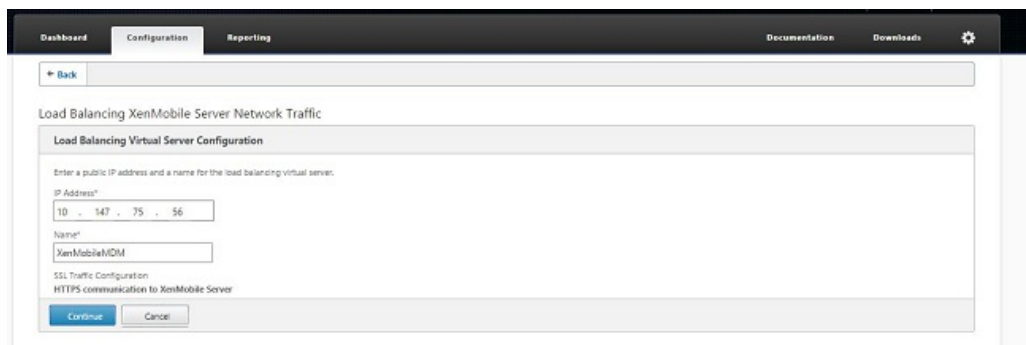 Dashboard Configuration Reporting Documentation Downloads
Back
Load Balancing XenMobile Server Network Traffic
Load Balancing Virtual Server Configuration
Enter a public IP address and a name for the load balancing virtual server.
IP Address*
10 . 147 . 75 . 56
Name*
XenMobileMDM
SSL Traffic Configuration
HTTPS communication to XenMobile Server
Continue Cancel